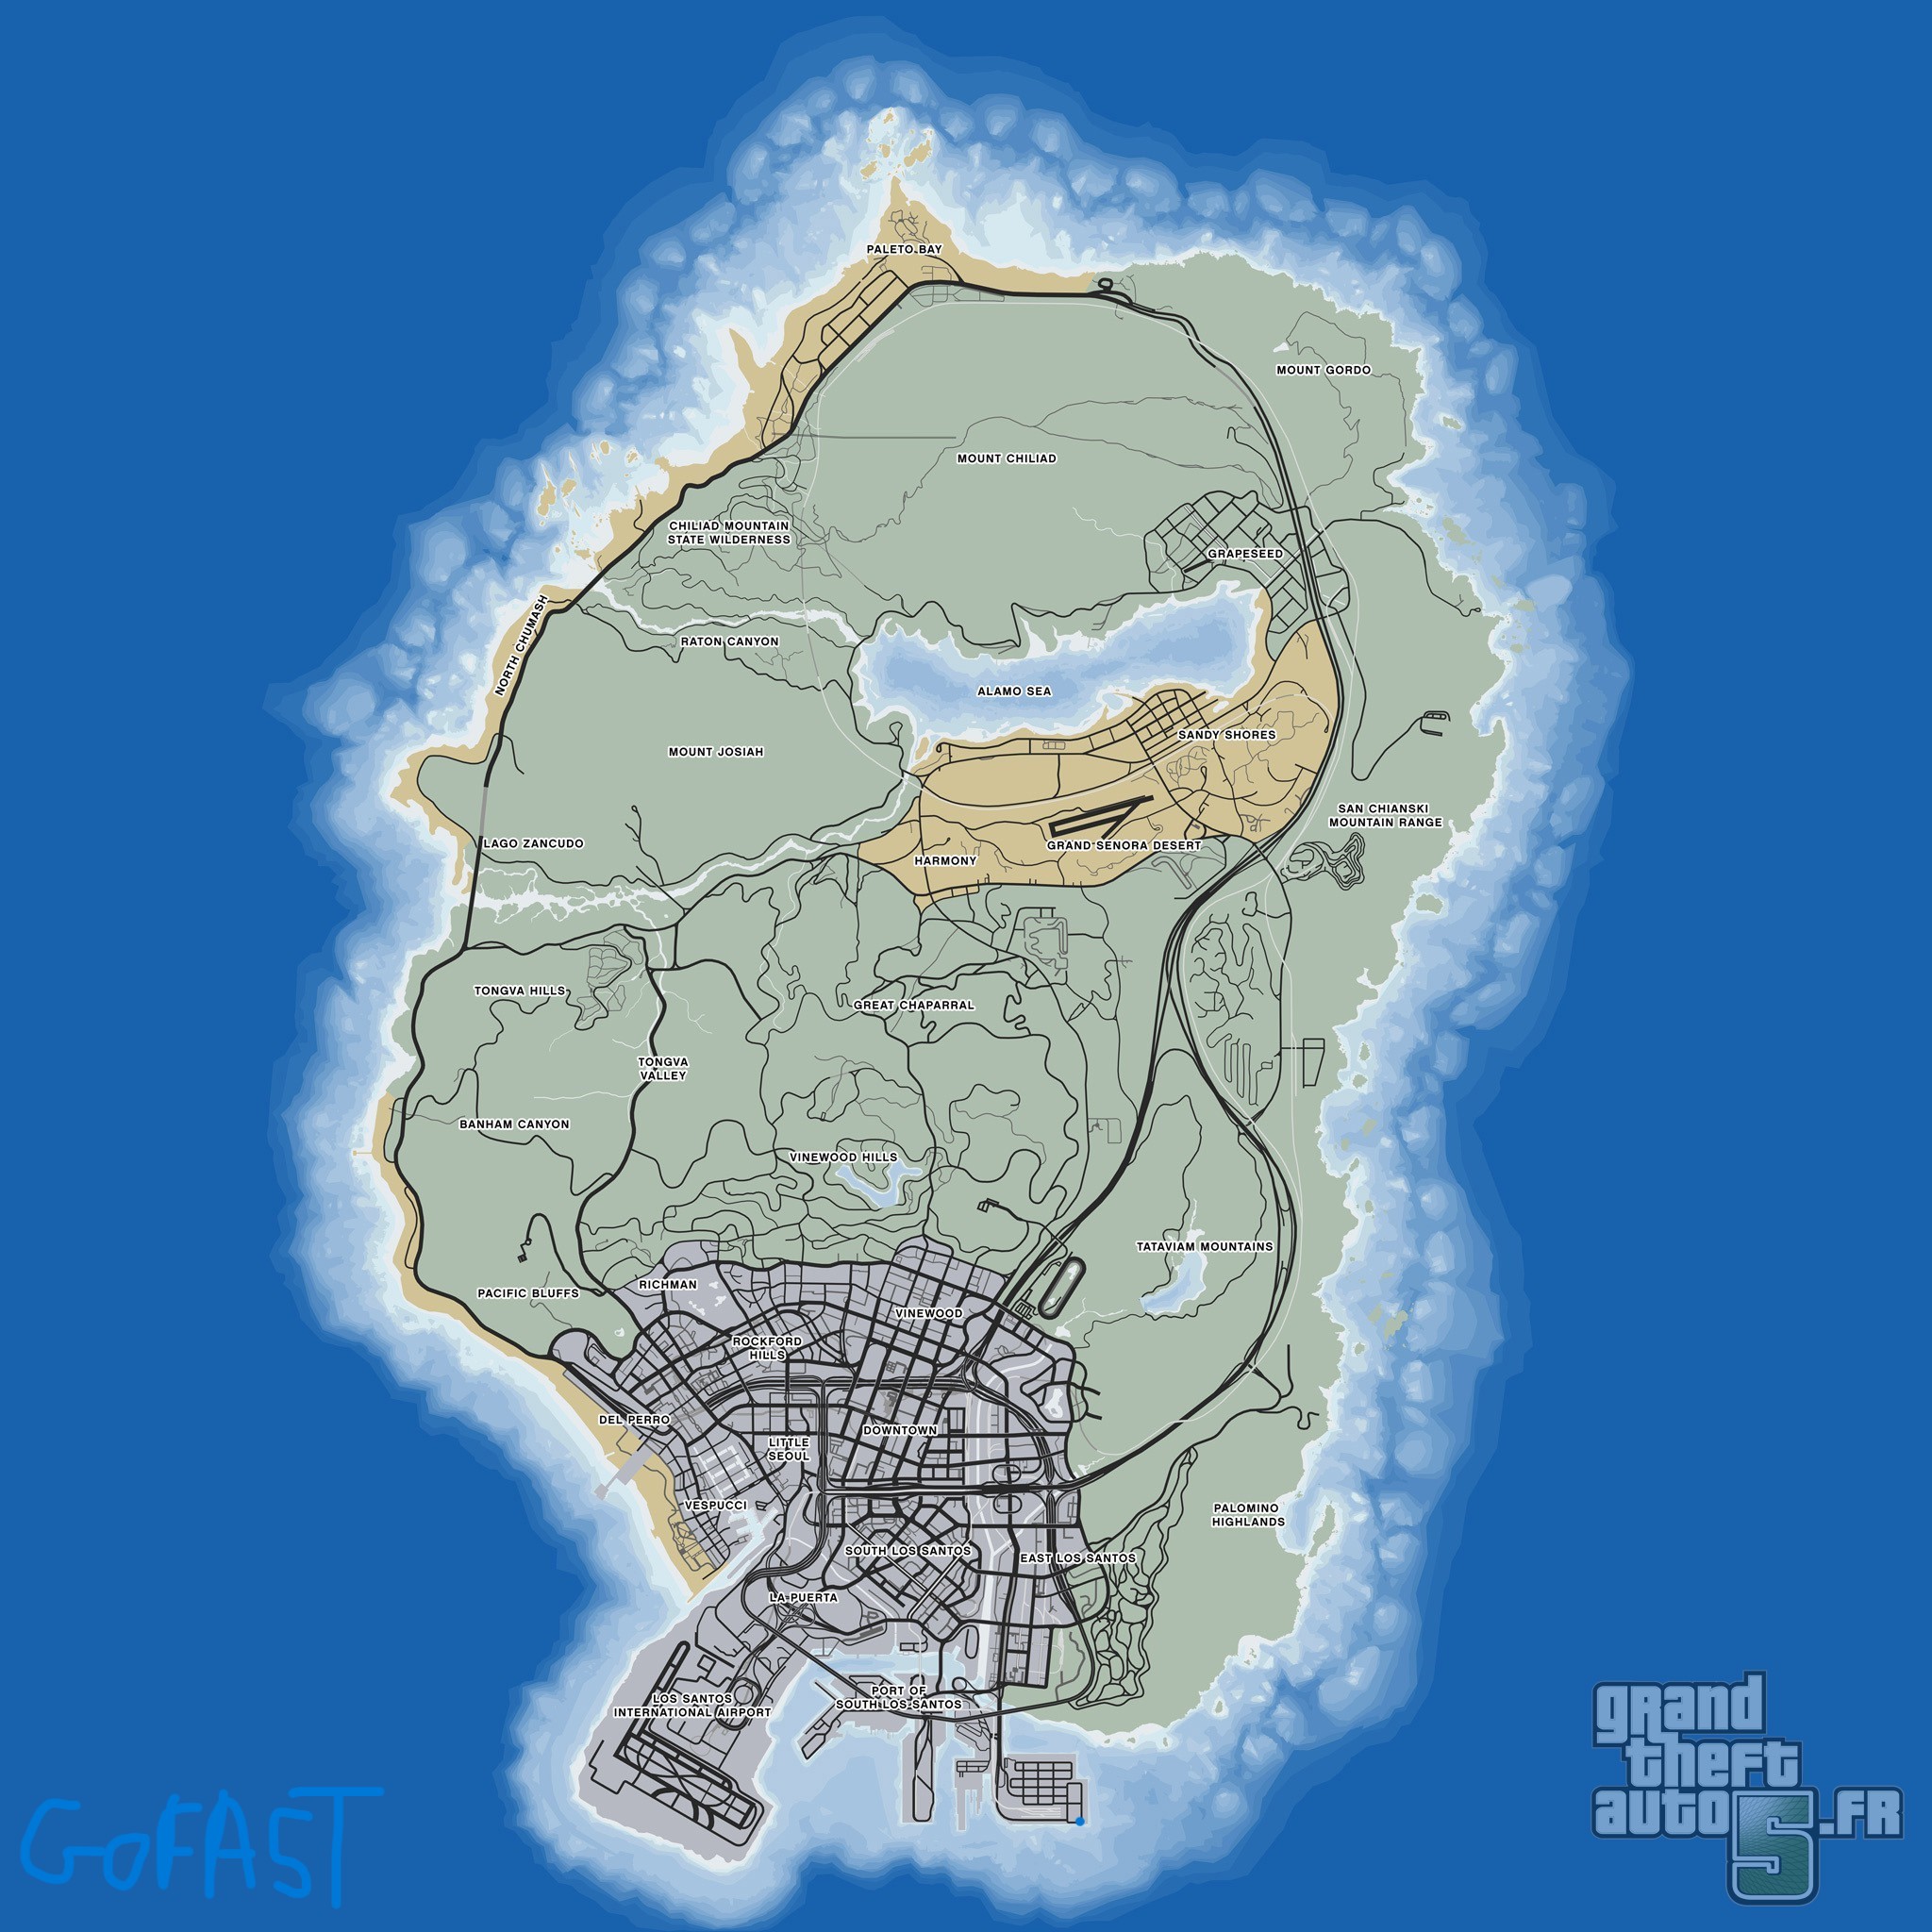 PALETO BAY
MOUNT GORDO
MOUNT CHILIAD
CHILIAD MOUNTAIN
STATE WILDERNESS
GRAPESEED
NORTH CHUMASH
RATON CANYON
ALAMO SEA
SANDY SHORES
MOUNT JOSIAH
SAN CHIANSKI
MOUNTAIN RANGE
LAGO ZANCUDO
GRAND SENORA DESERT
HARMONY
TONGVA HILLS
GREAT CHAPARRAL
TONGVA
VALLEY
BANHAM CANYON
VINEWOOD HILLS
TATAVIAM MOUNTAINS
RICHMAN
PACIFIC BLUFFS
VINEWOOD
ROCKFORD
HILLS
DEL PERRO
DOWNTOWN
LITTLE
SEOUL
VESPUCCI
PALOMINO
HIGHLANDS
SOUTH LOS SANTOS
EAST LOS SANTOS
LA PUERTA
PORT OF
SOUTH LOS SANTOS
LOS SANTOS
INTERNATIONAL AIRPORT
GOFAST
grand
theft
auto 5.FR